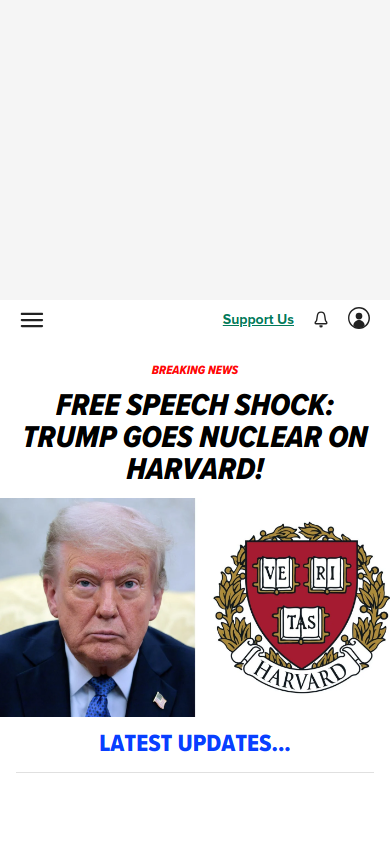 Support Us
BREAKING NEWS
FREE SPEECH SHOCK:
TRUMP GOES NUCLEAR ON
HARVARD!
VE RI
TAS
HARVARD
LATEST UPDATES...